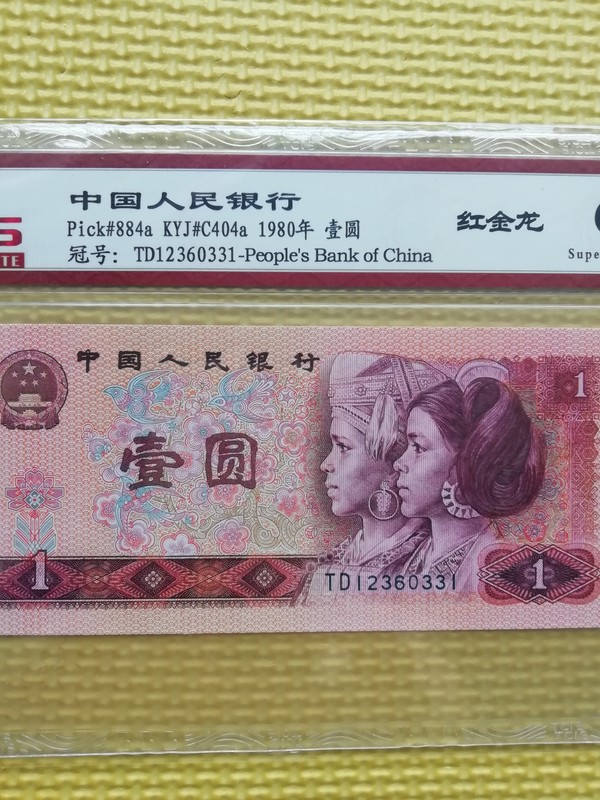 中国人民银行
Pick#884a KYJ#C404a 1980年 壹圆
红金龙
冠号: TD12360331-People's Bank of China
中国人民银行
1
壹圆
1
TD12360331
1